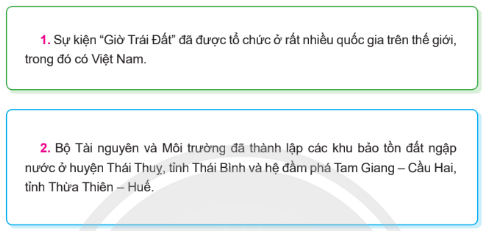 1. Sự kiện “Giờ Trái Đất” đã được tổ chức ở rất nhiều quốc gia trên thế giới,
trong đó có Việt Nam.
2. Bộ Tài nguyên và Môi trường đã thành lập các khu bảo tồn đất ngập
nước ở huyện Thái Thuỵ, tỉnh Thái Bình và hệ đầm phá Tam Giang – Cầu Hai,
tỉnh Thừa Thiên – Huế.